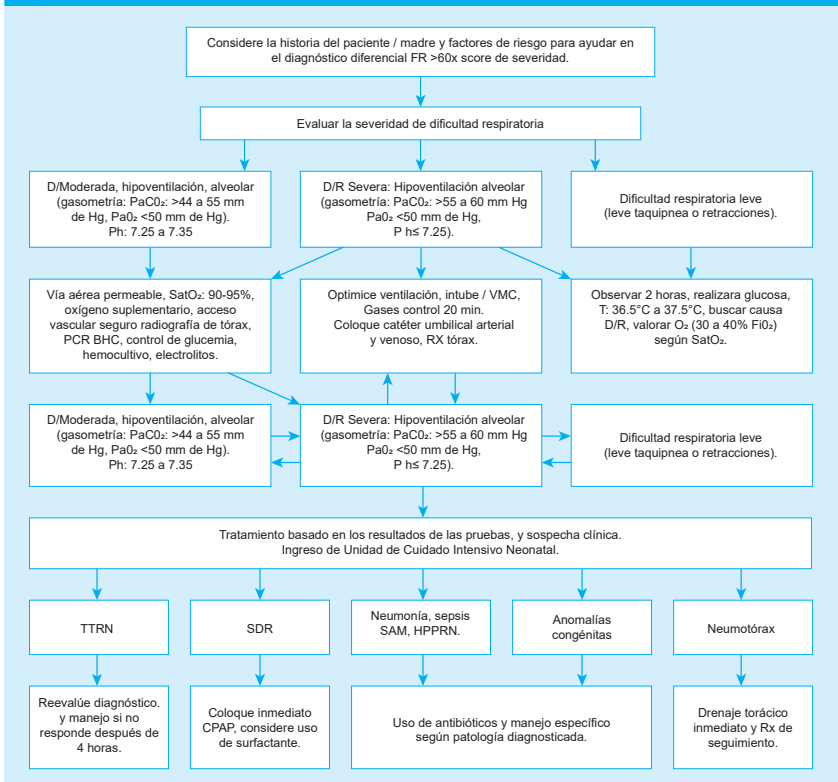 Considere la historia del paciente / madre y factores de riesgo para ayudar en
el diagnóstico diferencial FR >60x score de severidad.
Evaluar la severidad de dificultad respiratoria
D/Moderada, hipoventilación, alveolar
(gasometría: PaC0₂: >44 a 55 mm
de Hg, Pa0₂ <50 mm de Hg).
Ph: 7.25 a 7.35
D/R Severa: Hipoventilación alveolar
(gasometría: PaC0₂: >55 a 60 mm Hg
Pa0₂ <50 mm de Hg,
P h≤ 7.25).
Dificultad respiratoria leve
(leve taquipnea o retracciones).
Vía aérea permeable, SatO₂: 90-95%,
oxígeno suplementario, acceso
vascular seguro radiografía de tórax,
PCR BHC, control de glucemia,
hemocultivo, electrolitos.
Optimice ventilación, intube / VMC,
Gases control 20 min.
Coloque catéter umbilical arterial
y venoso, RX tórax.
Observar 2 horas, realizara glucosa,
T: 36.5°C a 37.5°C, buscar causa
D/R, valorar O₂ (30 a 40% Fi0₂)
según SatO₂.
D/Moderada, hipoventilación, alveolar
(gasometría: PaC0₂: >44 a 55 mm
de Hg, Pa0₂ <50 mm de Hg).
Ph: 7.25 a 7.35
D/R Severa: Hipoventilación alveolar
(gasometría: PaC0₂: >55 a 60 mm Hg
Pa0₂ <50 mm de Hg,
P h≤ 7.25).
Dificultad respiratoria leve
(leve taquipnea o retracciones).
Tratamiento basado en los resultados de las pruebas, y sospecha clínica.
Ingreso de Unidad de Cuidado Intensivo Neonatal.
TTRN
SDR
Neumonía, sepsis
SAM, HPPRN.
Anomalías
congénitas
Neumotórax
Reevalúe diagnóstico.
y manejo si no
responde después de
4 horas.
Coloque inmediato
CPAP, considere uso
de surfactante.
Uso de antibióticos y manejo específico
según patología diagnosticada.
Drenaje torácico
inmediato y Rx de
seguimiento.